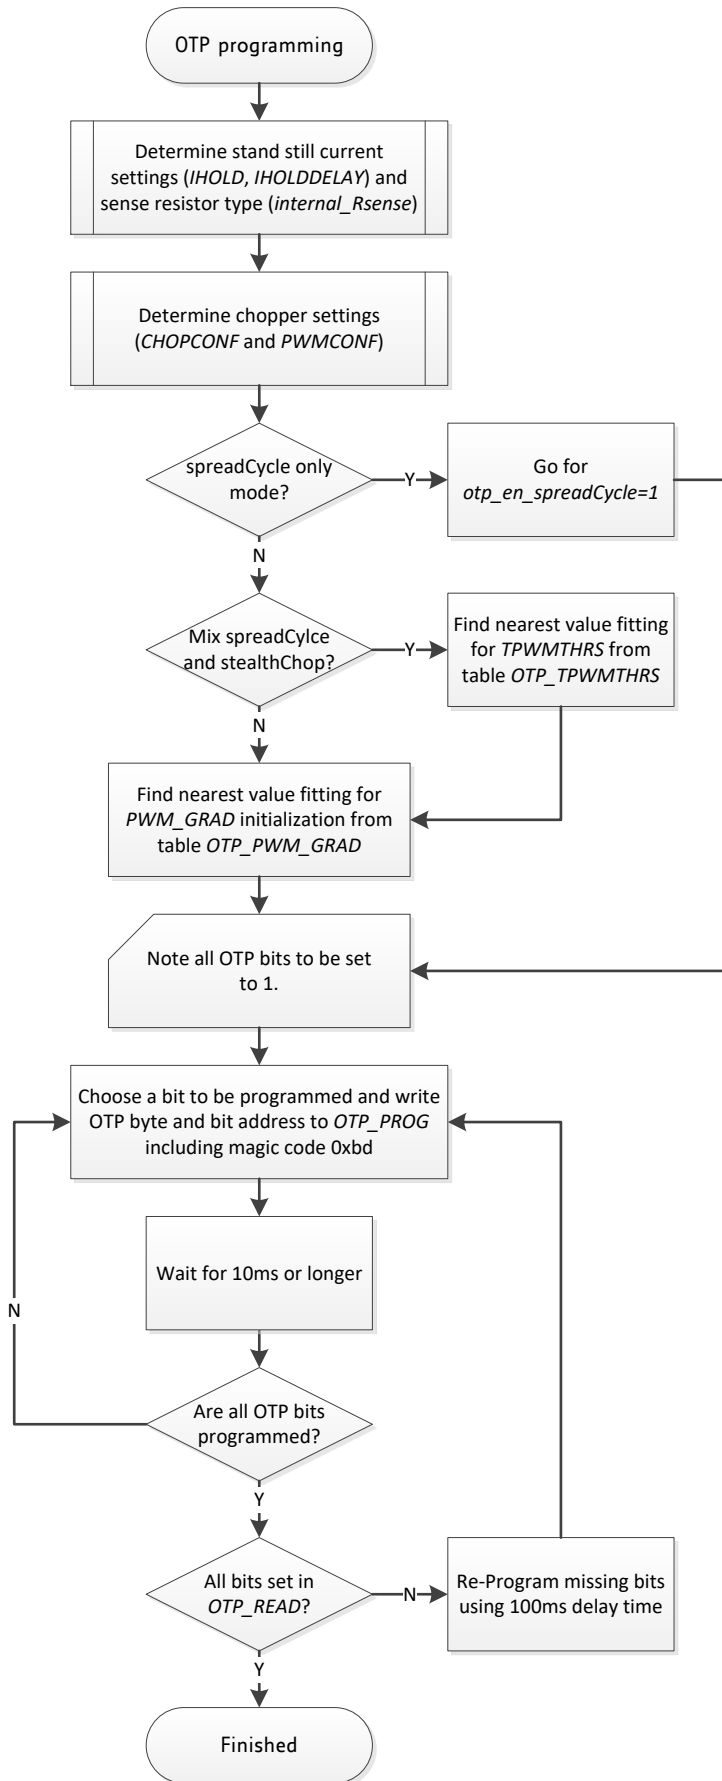 OTP programming
Determine stand still current
settings (IHOLD, IHOLDDELAY) and
sense resistor type (internal_Rsense)
Determine chopper settings
(CHOPCONF and PWMCONF)
spreadCycle only
mode?
Y
Go for
otp_en_spreadCycle=1
N
Mix spreadCylce
and stealthChop?
Y
Find nearest value fitting
for TPWMTHRS from
table OTP_TPWMTHRS
N
Find nearest value fitting for
PWM_GRAD initialization from
table OTP_PWM_GRAD
Note all OTP bits to be set
to 1.
Choose a bit to be programmed and write
OTP byte and bit address to OTP_PROG
including magic code 0xbd
Wait for 10ms or longer
N
Are all OTP bits
programmed?
Y
All bits set in
OTP_READ?
N
Re-Program missing bits
using 100ms delay time
Y
Finished